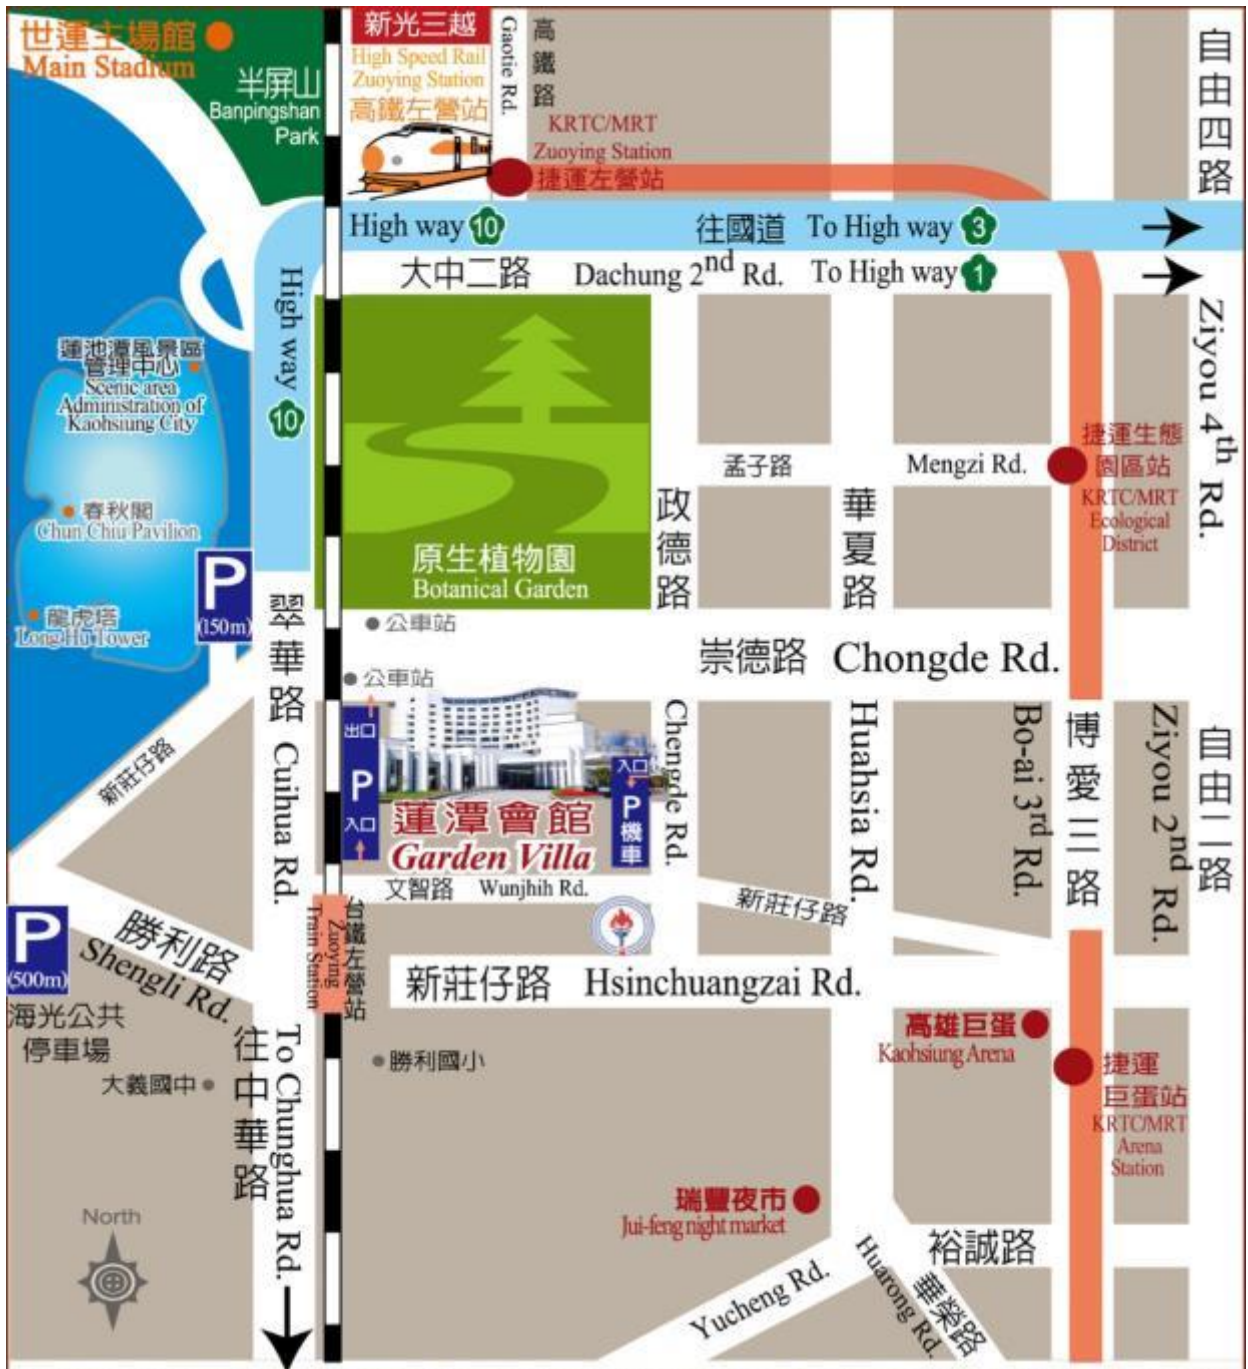 世運主場館
Main Stadium
半屏山
Banpingshan
Park
新光三越
High Speed Rail
Zuoying Station
高鐵左營站
Gaotie Rd.
高鐵路
KRTC/MRT
Zuoying Station
捷運左營站
自由四路
High way 10
往國道 To High way 3
大中二路 Dachung 2nd Rd. To High way 1
High way 10
Ziyou 4th Rd.
蓮池潭風景區
管理中心
Scenic area
Administration of
Kaohsiung City
春秋閣
Chun Chiu Pavilion
龍虎塔
Long Hu Tower
P
(150m)
原生植物園
Botanical Garden
政德路
孟子路 Mengzi Rd.
華夏路
捷運生態
園區站
KRTC/MRT
Ecological
District
公車站
公車站
崇德路 Chongde Rd.
翠華路 Cuihua Rd.
新莊仔路
出口
P
入口
入口
P
機車
蓮潭會館
Garden Villa
Chengde Rd.
Huahsia Rd.
Bo-ai 3rd Rd.
博愛三路
Ziyou 2nd Rd.
自由二路
文智路 Wunjhih Rd.
新莊仔路
P
(500m)
海光公共
停車場
勝利路
Shengli Rd.
Zuoying
Train Station
台鐵左營站
新莊仔路 Hsinchuangzai Rd.
大義國中
往中華路
To Chunghua Rd.
勝利國小
高雄巨蛋
Kaohsiung Arena
捷運
巨蛋站
KRTC/MRT
Arena
Station
瑞豐夜市
Jui-feng night market
North
裕誠路
Yucheng Rd.
Huarong Rd.
華榮路